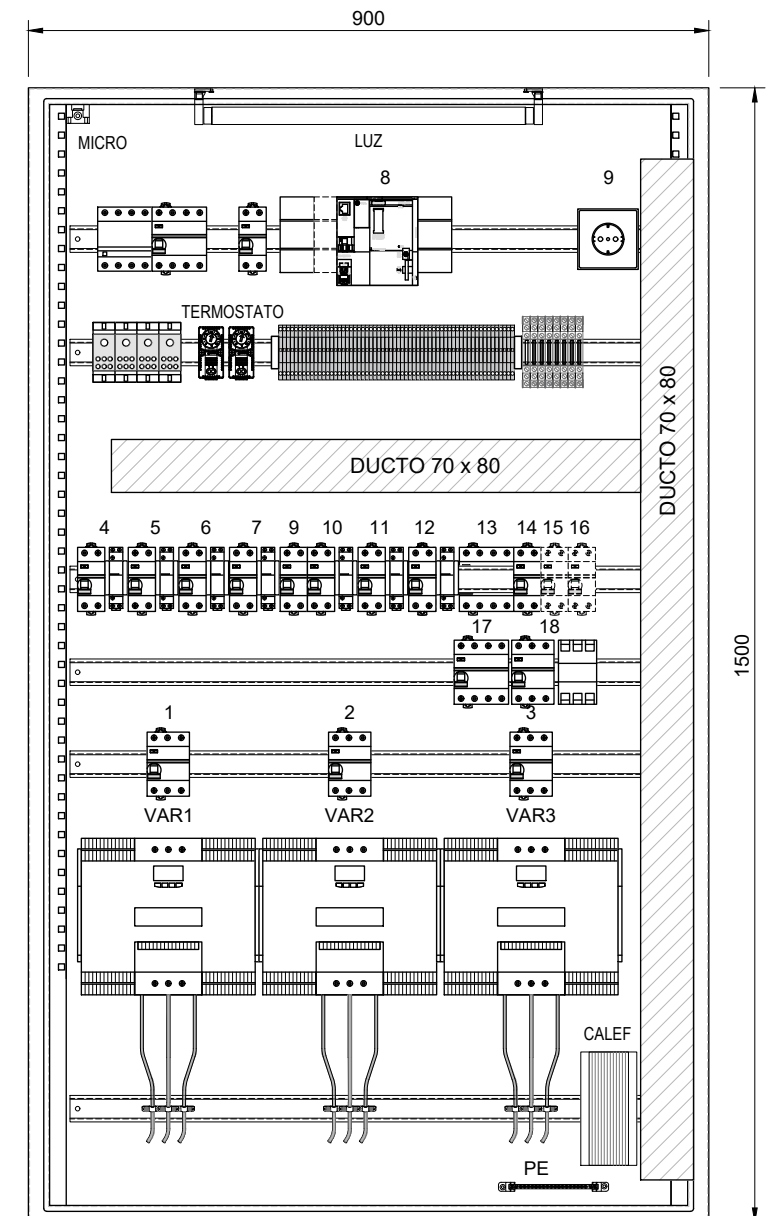 900
MICRO
LUZ
8
9
TERMOSTATO
DUCTO 70 x 80
DUCTO 70 x 80
4 5 6 7 9 10 11 12 13 14 15 16
17 18
1500
1 2 3
VAR1 VAR2 VAR3
CALEF
PE